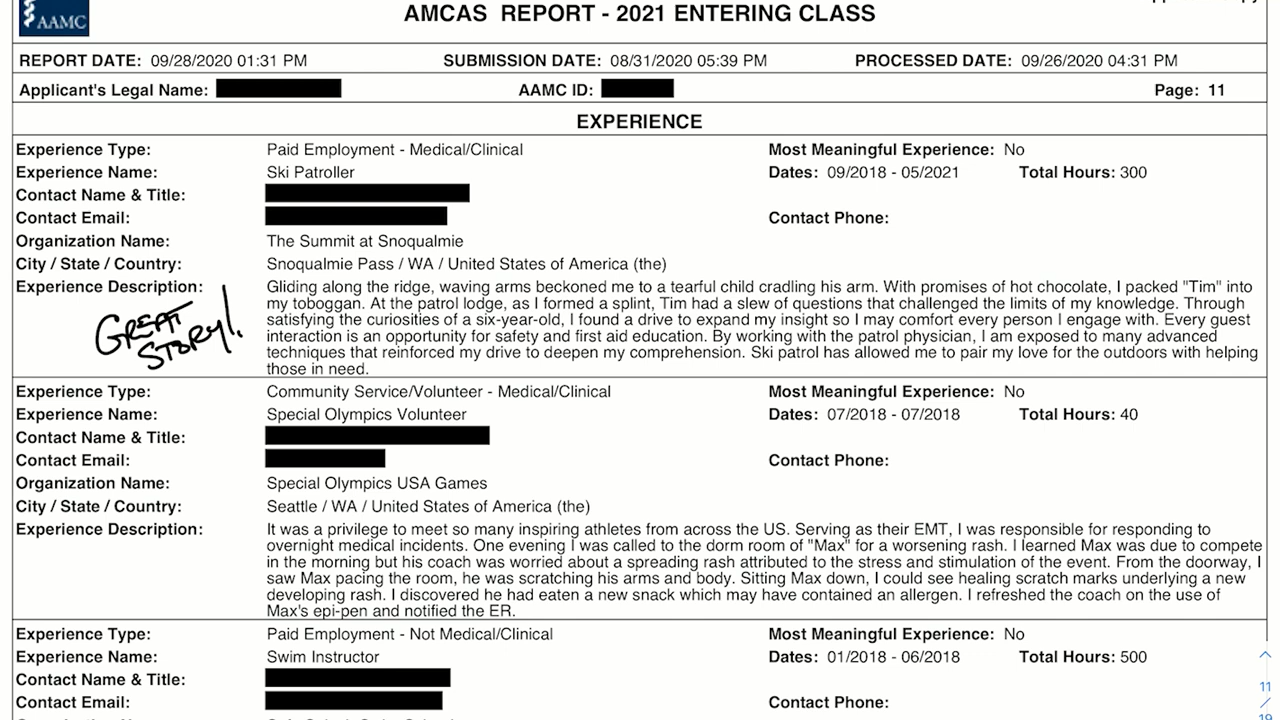 AAMC
AMCAS REPORT - 2021 ENTERING CLASS
REPORT DATE: 09/28/2020 01:31 PM SUBMISSION DATE: 08/31/2020 05:39 PM PROCESSED DATE: 09/26/2020 04:31 PM
Applicant's Legal Name: AAMC ID: Page: 11
EXPERIENCE
Experience Type: Paid Employment - Medical/Clinical Most Meaningful Experience: No
Experience Name: Ski Patroller Dates: 09/2018 - 05/2021 Total Hours: 300
Contact Name & Title:
Contact Email: Contact Phone:
Organization Name: The Summit at Snoqualmie
City / State / Country: Snoqualmie Pass / WA / United States of America (the)
Experience Description: Gliding along the ridge, waving arms beckoned me to a tearful child cradling his arm. With promises of hot chocolate, I packed "Tim" into
my toboggan. At the patrol lodge, as I formed a splint, Tim had a slew of questions that challenged the limits of my knowledge. Through
satisfying the curiosities of a six-year-old, I found a drive to expand my insight so I may comfort every person I engage with. Every guest
interaction is an opportunity for safety and first aid education. By working with the patrol physician, I am exposed to many advanced
techniques that reinforced my drive to deepen my comprehension. Ski patrol has allowed me to pair my love for the outdoors with helping
those in need.
GREAT
STORY!
Experience Type: Community Service/Volunteer - Medical/Clinical Most Meaningful Experience: No
Experience Name: Special Olympics Volunteer Dates: 07/2018 - 07/2018 Total Hours: 40
Contact Name & Title:
Contact Email: Contact Phone:
Organization Name: Special Olympics USA Games
City / State / Country: Seattle / WA / United States of America (the)
Experience Description: It was a privilege to meet so many inspiring athletes from across the US. Serving as their EMT, I was responsible for responding to
overnight medical incidents. One evening I was called to the dorm room of "Max" for a worsening rash. I learned Max was due to compete
in the morning but his coach was worried about a spreading rash attributed to the stress and stimulation of the event. From the doorway, I
saw Max pacing the room, he was scratching his arms and body. Sitting Max down, I could see healing scratch marks underlying a new
developing rash. I discovered he had eaten a new snack which may have contained an allergen. I refreshed the coach on the use of
Max's epi-pen and notified the ER.
Experience Type: Paid Employment - Not Medical/Clinical Most Meaningful Experience: No
Experience Name: Swim Instructor Dates: 01/2018 - 06/2018 Total Hours: 500
Contact Name & Title:
Contact Email: Contact Phone:
11
/